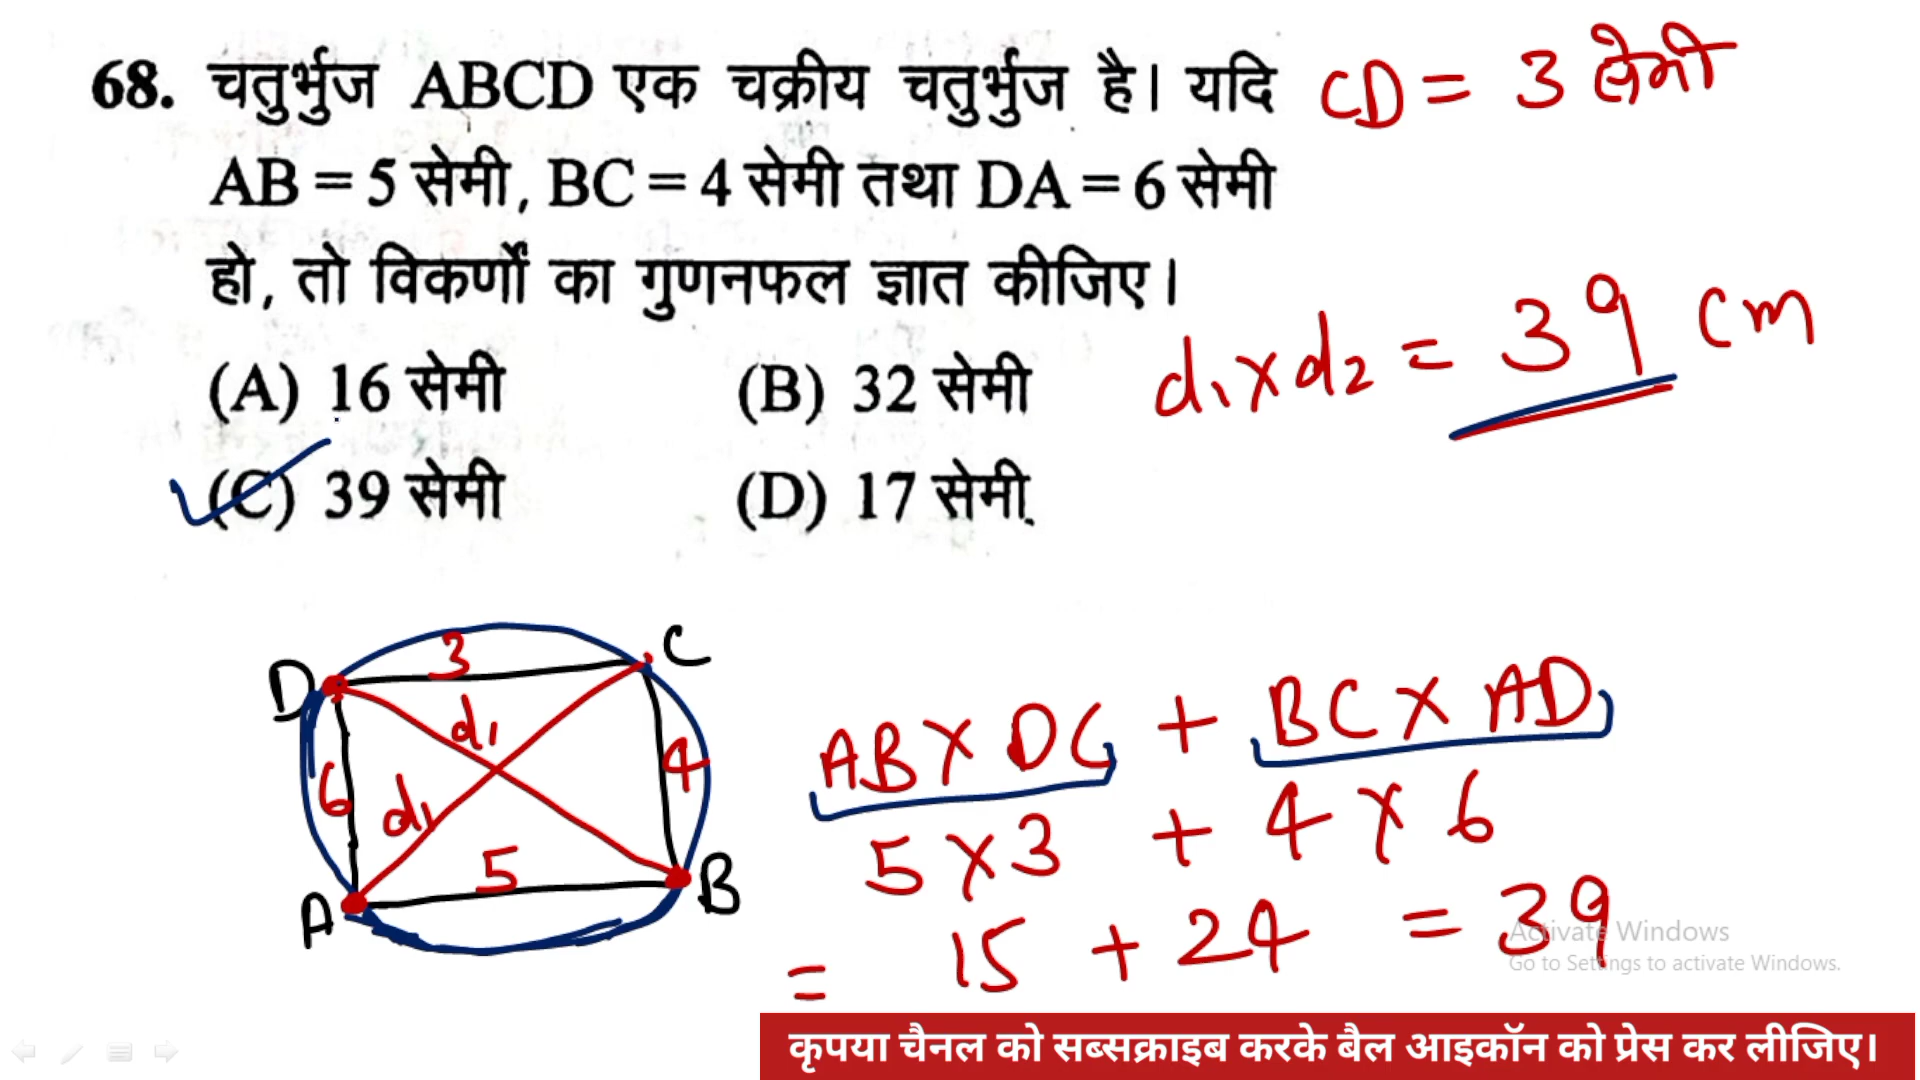 68. चतुर्भुज ABCD एक चक्रीय चतुर्भुज है। यदि CD = 3 सेमी
AB = 5 सेमी, BC = 4 सेमी तथा DA = 6 सेमी
हो, तो विकर्णों का गुणनफल ज्ञात कीजिए।
d₁ × d₂ = 39 cm
(A) 16 सेमी (B) 32 सेमी
(C) 39 सेमी (D) 17 सेमी
D 3 C
d₁
6 d₁ 4
5
A B
AB × DC + BC × AD
5 × 3 + 4 × 6
= 15 + 24 = 39
Activate Windows
Go to Settings to activate Windows.
कृपया चैनल को सब्सक्राइब करके बैल आइकॉन को प्रेस कर लीजिए।